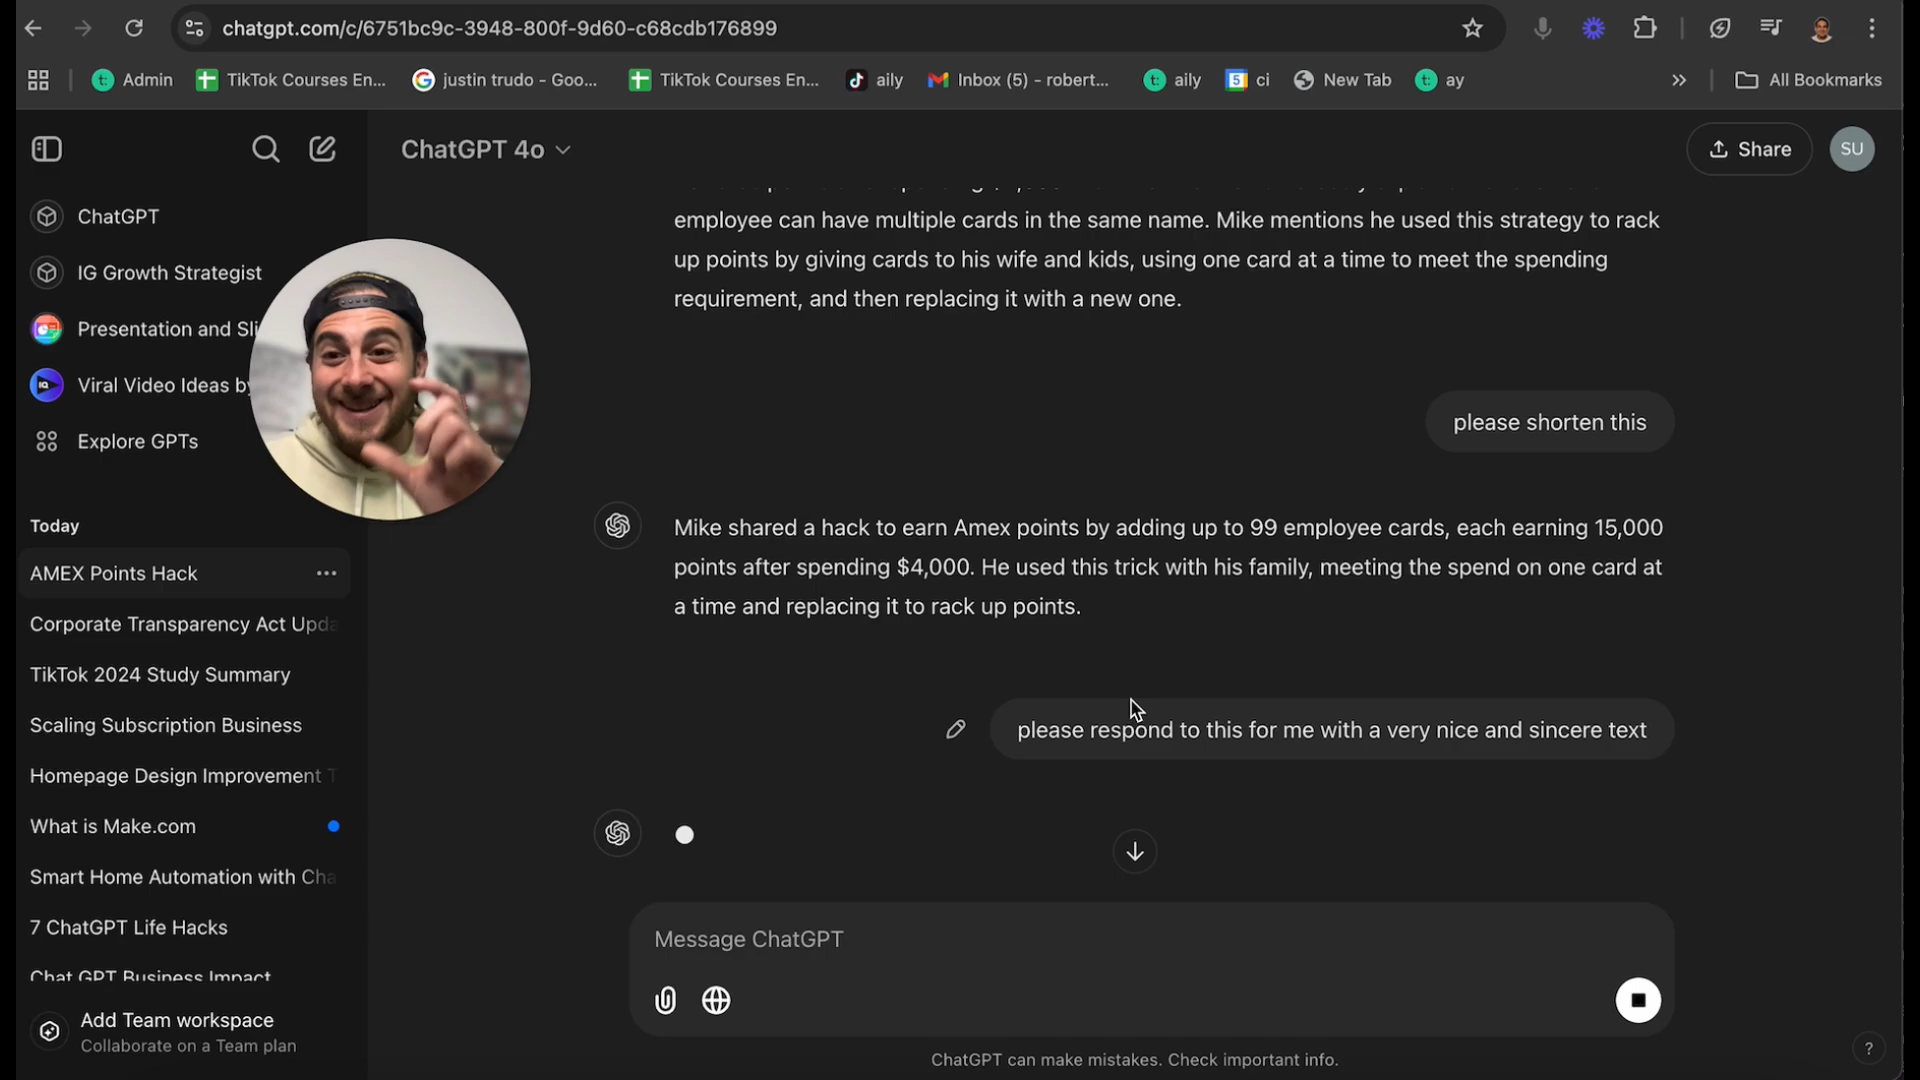 chatgpt.com/c/6751bc9c-3948-800f-9d60-c68cdb176899
Admin
TikTok Courses En...
justin trudo - Goo...
TikTok Courses En...
aily
Inbox (5) - robert...
aily
5
ci
New Tab
ay
All Bookmarks
ChatGPT 4o
Share
SU
ChatGPT
IG Growth Strategist
Presentation and Sli
Viral Video Ideas by
Explore GPTs
Today
AMEX Points Hack
Corporate Transparency Act Upda
TikTok 2024 Study Summary
Scaling Subscription Business
Homepage Design Improvement T
What is Make.com
Smart Home Automation with Cha
7 ChatGPT Life Hacks
Chat GPT Business Impact
Add Team workspace
Collaborate on a Team plan
employee can have multiple cards in the same name. Mike mentions he used this strategy to rack
up points by giving cards to his wife and kids, using one card at a time to meet the spending
requirement, and then replacing it with a new one.
please shorten this
Mike shared a hack to earn Amex points by adding up to 99 employee cards, each earning 15,000
points after spending $4,000. He used this trick with his family, meeting the spend on one card at
a time and replacing it to rack up points.
please respond to this for me with a very nice and sincere text
Message ChatGPT
ChatGPT can make mistakes. Check important info.
?